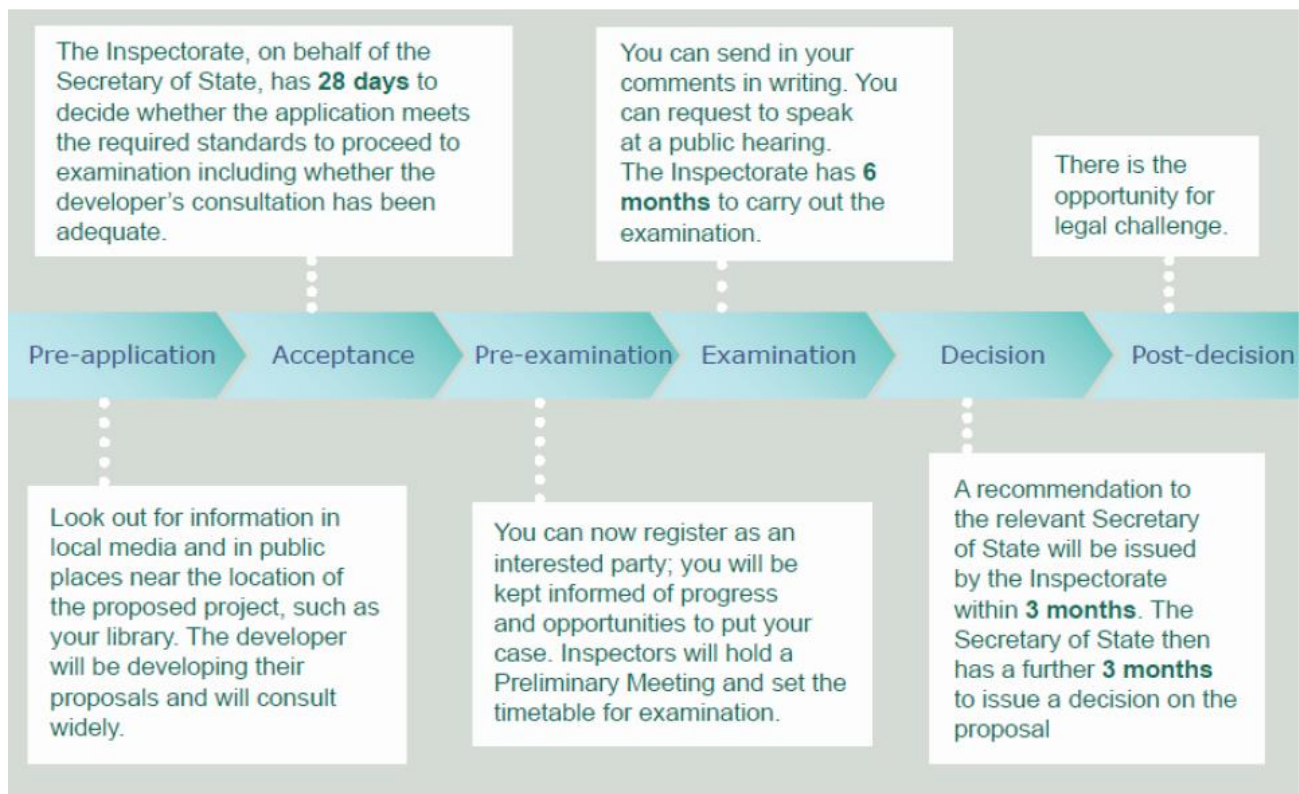 The Inspectorate, on behalf of the
Secretary of State, has 28 days to
decide whether the application meets
the required standards to proceed to
examination including whether the
developer's consultation has been
adequate.
You can send in your
comments in writing. You
can request to speak
at a public hearing.
The Inspectorate has 6
months to carry out the
examination.
There is the
opportunity for
legal challenge.
Pre-application
Acceptance
Pre-examination
Examination
Decision
Post-decision
Look out for information in
local media and in public
places near the location of
the proposed project, such as
your library. The developer
will be developing their
proposals and will consult
widely.
You can now register as an
interested party; you will be
kept informed of progress
and opportunities to put your
case. Inspectors will hold a
Preliminary Meeting and set the
timetable for examination.
A recommendation to
the relevant Secretary
of State will be issued
by the Inspectorate
within 3 months. The
Secretary of State then
has a further 3 months
to issue a decision on the
proposal